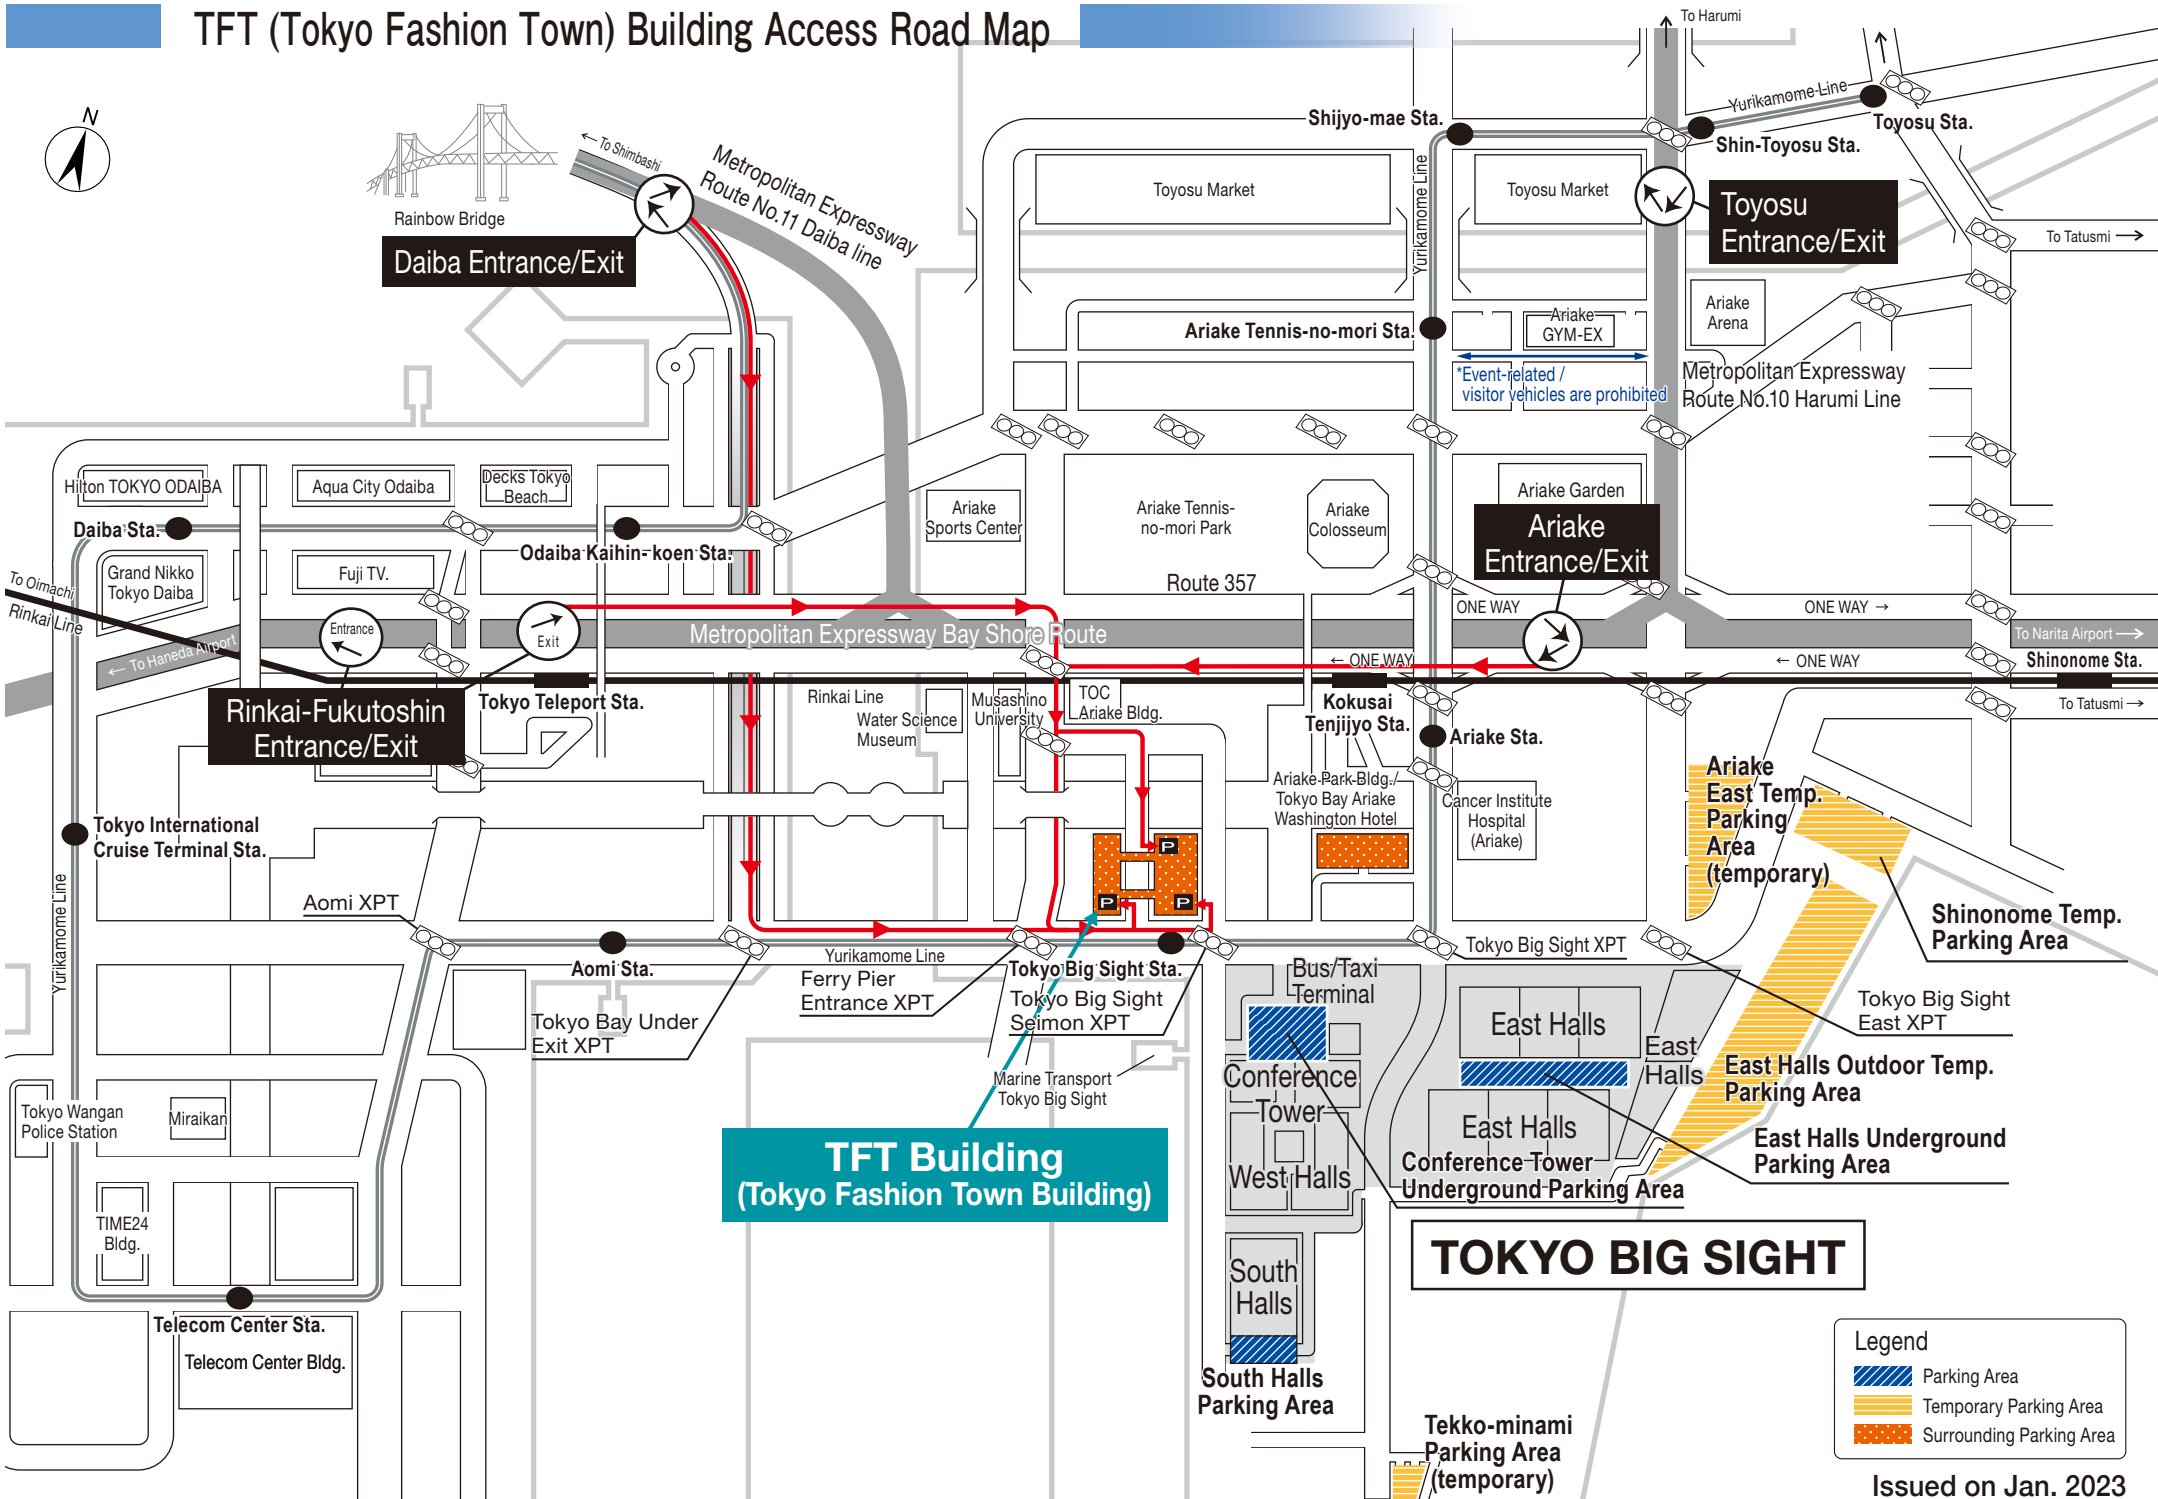 TFT (Tokyo Fashion Town) Building Access Road Map
To Harumi
N
← To Shimbashi
Metropolitan Expressway
Route No.11 Daiba line
Rainbow Bridge
Daiba Entrance/Exit
Shijyo-mae Sta.
Yurikamome Line
Toyosu Sta.
Shin-Toyosu Sta.
Toyosu Market
Toyosu Market
Yurikamome Line
Toyosu
Entrance/Exit
To Tatusmi →
Ariake
Arena
Ariake Tennis-no-mori Sta.
Ariake
GYM-EX
*Event-related /
visitor vehicles are prohibited
Metropolitan Expressway
Route No.10 Harumi Line
Hilton TOKYO ODAIBA
Aqua City Odaiba
Decks Tokyo
Beach
Daiba Sta.
Odaiba Kaihin-koen Sta.
Ariake
Sports Center
Ariake Tennis-
no-mori Park
Ariake
Colosseum
Ariake Garden
Ariake
Entrance/Exit
Grand Nikko
Tokyo Daiba
Fuji TV.
To Oimachi
Rinkai Line
Route 357
ONE WAY
ONE WAY →
Entrance
Exit
Metropolitan Expressway Bay Shore Route
← To Haneda Airport
To Narita Airport →
← ONE WAY
← ONE WAY
Shinonome Sta.
Rinkai-Fukutoshin
Entrance/Exit
Tokyo Teleport Sta.
Rinkai Line
Water Science
Museum
Musashino
University
TOC
Ariake Bldg.
Kokusai
Tenjijyo Sta.
Ariake Sta.
To Tatusmi →
Ariake Park Bldg./
Tokyo Bay Ariake
Washington Hotel
Cancer Institute
Hospital
(Ariake)
Ariake
East Temp.
Parking
Area
(temporary)
Tokyo International
Cruise Terminal Sta.
P
P
P
Yurikamome Line
Aomi XPT
Shinonome Temp.
Parking Area
Aomi Sta.
Yurikamome Line
Tokyo Big Sight Sta.
Tokyo Big Sight XPT
Ferry Pier
Entrance XPT
Tokyo Big Sight
Seimon XPT
Tokyo Bay Under
Exit XPT
Bus/Taxi
Terminal
Tokyo Big Sight
East XPT
East Halls
East
Halls
East Halls Outdoor Temp.
Parking Area
Marine Transport
Tokyo Big Sight
Conference
Tower
East Halls
East Halls Underground
Parking Area
Tokyo Wangan
Police Station
Miraikan
TFT Building
(Tokyo Fashion Town Building)
West Halls
Conference Tower
Underground Parking Area
TIME24
Bldg.
TOKYO BIG SIGHT
South
Halls
Telecom Center Sta.
Telecom Center Bldg.
South Halls
Parking Area
Tekko-minami
Parking Area
(temporary)
Legend
Parking Area
Temporary Parking Area
Surrounding Parking Area
Issued on Jan. 2023